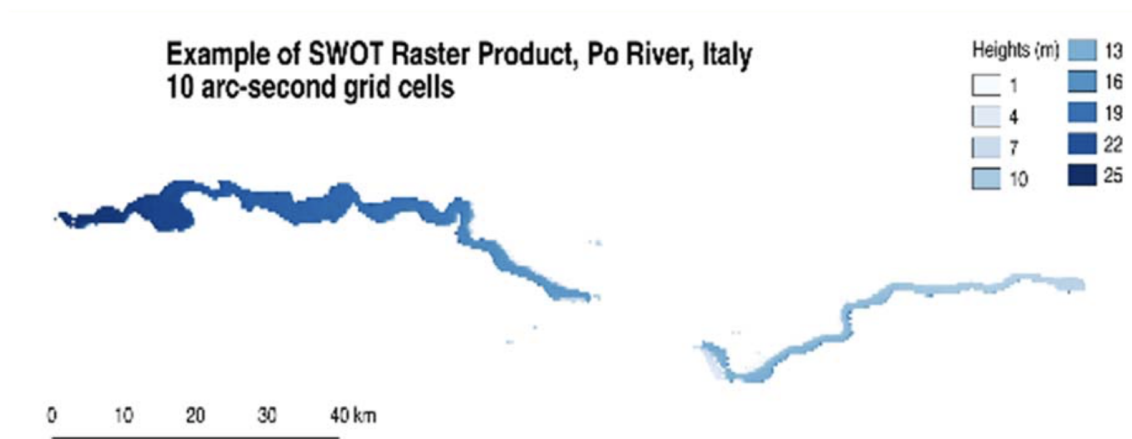 Example of SWOT Raster Product, Po River, Italy
10 arc-second grid cells
Heights (m)
1
4
7
10
13
16
19
22
25
0 10 20 30 40 km